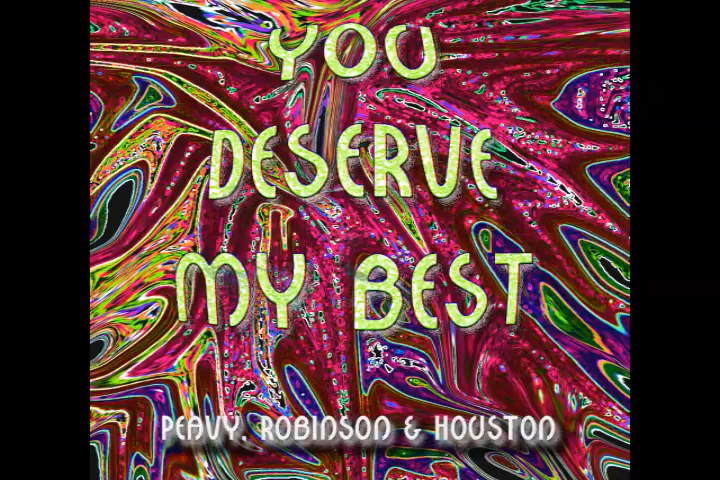 YOU
DESERVE
MY BEST
PEAVY, ROBINSON & HOUSTON